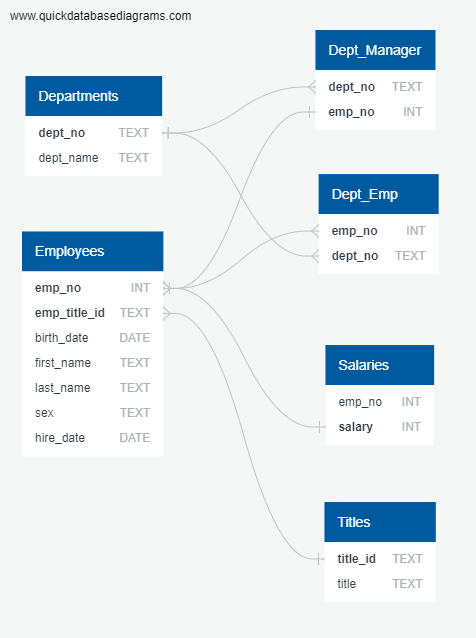 www.quickdatabasediagrams.com
Departments
dept_no TEXT
dept_name TEXT
Employees
emp_no INT
emp_title_id TEXT
birth_date DATE
first_name TEXT
last_name TEXT
sex TEXT
hire_date DATE
Dept_Manager
dept_no TEXT
emp_no INT
Dept_Emp
emp_no INT
dept_no TEXT
Salaries
emp_no INT
salary INT
Titles
title_id TEXT
title TEXT